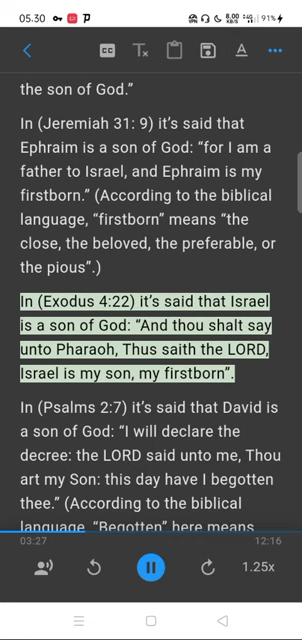 05.30
8,00 KB/S
91%
CC
A
the son of God.”
In (Jeremiah 31: 9) it’s said that
Ephraim is a son of God: “for I am a
father to Israel, and Ephraim is my
firstborn.” (According to the biblical
language, “firstborn” means “the
close, the beloved, the preferable, or
the pious”.)
In (Exodus 4:22) it’s said that Israel
is a son of God: “And thou shalt say
unto Pharaoh, Thus saith the LORD,
Israel is my son, my firstborn”.
In (Psalms 2:7) it’s said that David is
a son of God: “I will declare the
decree: the LORD said unto me, Thou
art my Son: this day have I begotten
thee.” (According to the biblical
language, “Begotten” here means
03:27
12:16
1.25x